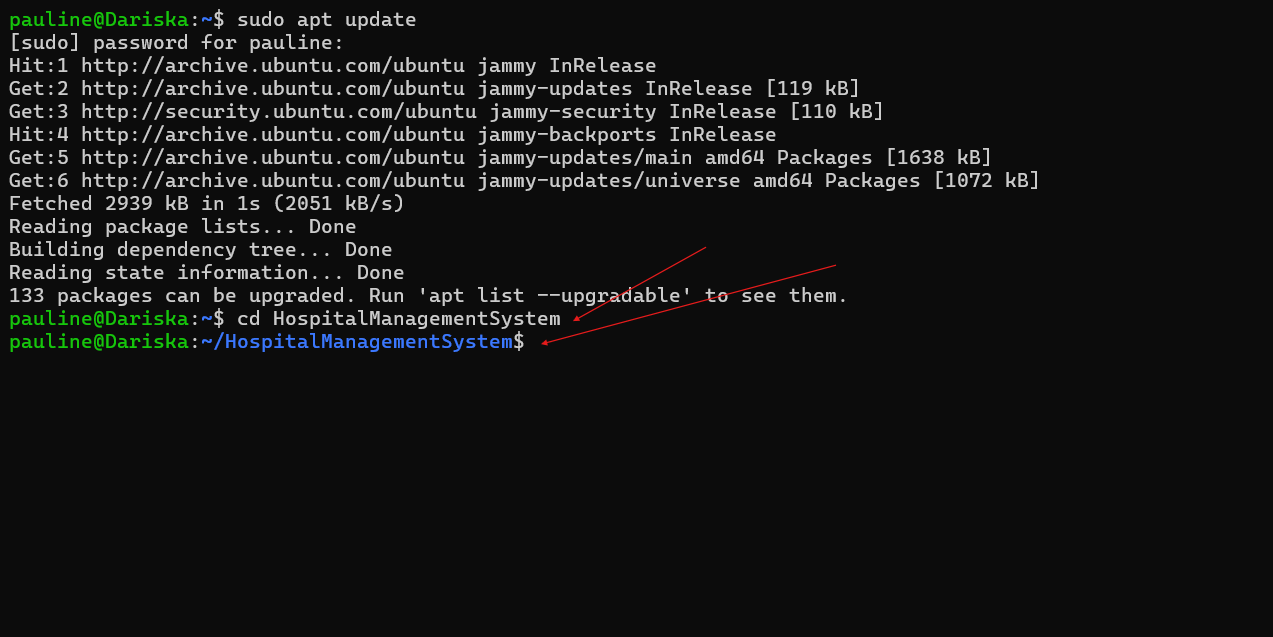 pauline@Dariska:~$ sudo apt update
[sudo] password for pauline:
Hit:1 http://archive.ubuntu.com/ubuntu jammy InRelease
Get:2 http://archive.ubuntu.com/ubuntu jammy-updates InRelease [119 kB]
Get:3 http://security.ubuntu.com/ubuntu jammy-security InRelease [110 kB]
Hit:4 http://archive.ubuntu.com/ubuntu jammy-backports InRelease
Get:5 http://archive.ubuntu.com/ubuntu jammy-updates/main amd64 Packages [1638 kB]
Get:6 http://archive.ubuntu.com/ubuntu jammy-updates/universe amd64 Packages [1072 kB]
Fetched 2939 kB in 1s (2051 kB/s)
Reading package lists... Done
Building dependency tree... Done
Reading state information... Done
133 packages can be upgraded. Run 'apt list --upgradable' to see them.
pauline@Dariska:~$ cd HospitalManagementSystem
pauline@Dariska:~/HospitalManagementSystem$